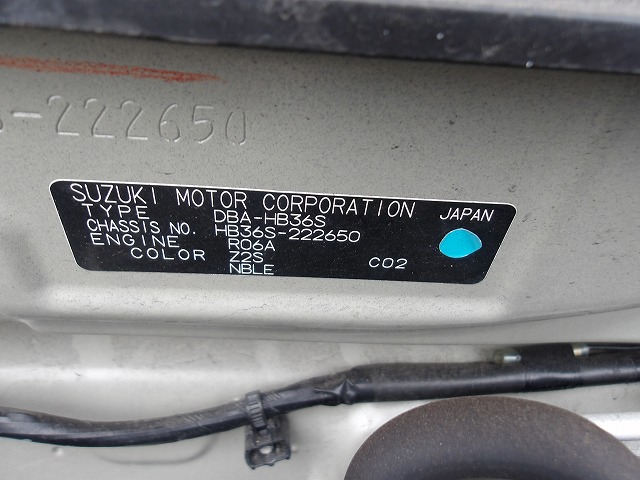 -222650
SUZUKI MOTOR CORPORATION JAPAN
TYPE DBA-HB36S
CHASSIS NO. HB36S-222650
ENGINE R06A
COLOR Z2S
NBLE C02